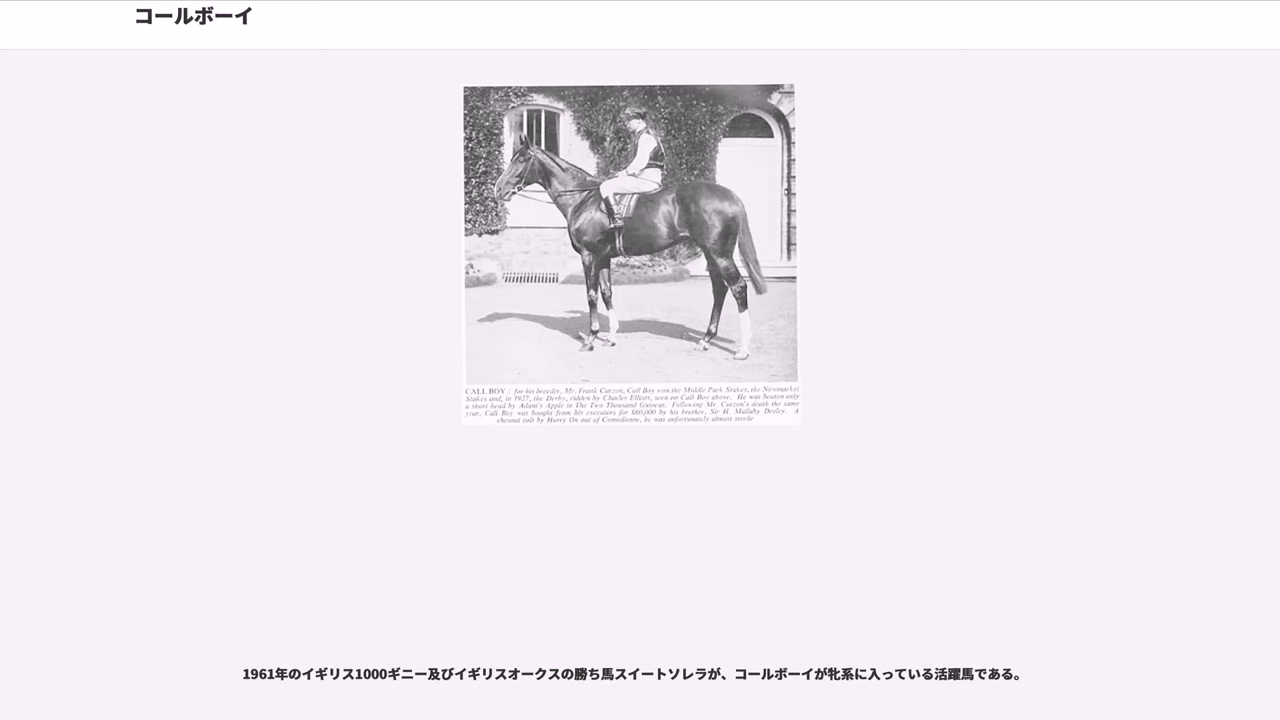 コールボーイ
CALL BOY : for his breeder, Mr. Frank Curzon, Call Boy won the Middle Park Stakes, the Newmarket
Stakes and, in 1927, the Derby, ridden by Charles Elliott, seen on Call Boy above. He was beaten only
a short head by Adam's Apple in The Two Thousand Guineas. Following Mr. Curzon's death the same
year, Call Boy was bought from his executors for £60,000 by his brother, Sir H. Mallaby Deeley. A
chesnut colt by Hurry On out of Comedienne, he was unfortunately almost sterile
1961年のイギリス1000ギニー及びイギリスオークスの勝ち馬スイートソレラが、コールボーイが牝系に入っている活躍馬である。